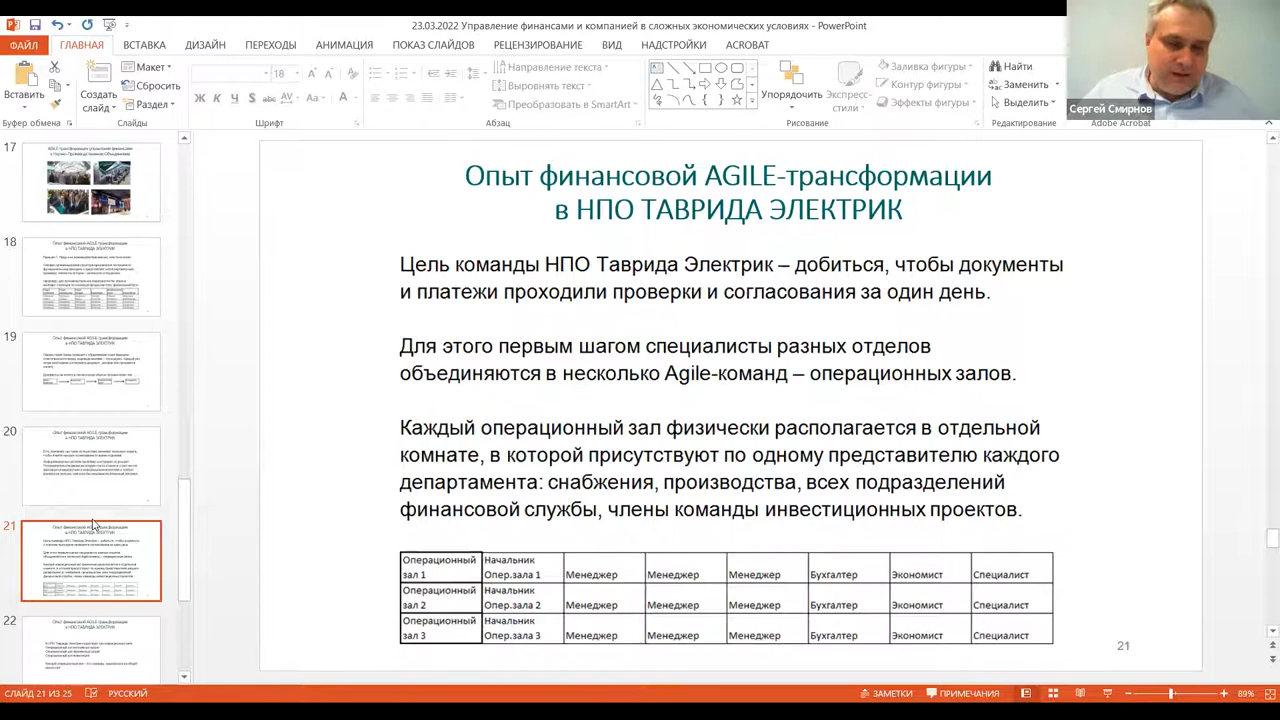 23.03.2022 Управление финансами и компанией в сложных экономических условиях - PowerPoint
ФАЙЛ ГЛАВНАЯ ВСТАВКА ДИЗАЙН ПЕРЕХОДЫ АНИМАЦИЯ ПОКАЗ СЛАЙДОВ РЕЦЕНЗИРОВАНИЕ ВИД НАДСТРОЙКИ ACROBAT
Вставить
Создать слайд
Макет
Сбросить
Раздел
18
Ж К Ч S abc AV Aa A
Направление текста
Выровнять текст
Преобразовать в SmartArt
Упорядочить
Экспресс-стили
Заливка фигуры
Контур фигуры
Эффекты фигуры
Найти
Заменить
Выделить
Сергей Смирнов
Буфер обмена Слайды Шрифт Абзац Рисование Редактирование Adobe Acrobat
17
18
19
20
21
22
Опыт финансовой AGILE-трансформации
в НПО ТАВРИДА ЭЛЕКТРИК
Цель команды НПО Таврида Электрик – добиться, чтобы документы
и платежи проходили проверки и согласования за один день.
Для этого первым шагом специалисты разных отделов
объединяются в несколько Agile-команд – операционных залов.
Каждый операционный зал физически располагается в отдельной
комнате, в которой присутствуют по одному представителю каждого
департамента: снабжения, производства, всех подразделений
финансовой службы, члены команды инвестиционных проектов.
Операционный зал 1 Начальник Опер.зала 1 Менеджер Менеджер Менеджер Бухгалтер Экономист Специалист
Операционный зал 2 Начальник Опер.зала 2 Менеджер Менеджер Менеджер Бухгалтер Экономист Специалист
Операционный зал 3 Начальник Опер.зала 3 Менеджер Менеджер Менеджер Бухгалтер Экономист Специалист
21
СЛАЙД 21 ИЗ 25 РУССКИЙ ЗАМЕТКИ ПРИМЕЧАНИЯ 89%